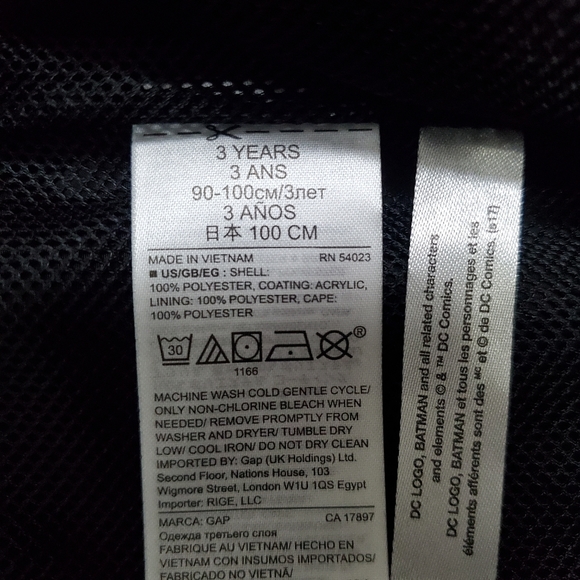 3 YEARS
3 ANS
90-100см/3лет
3 AÑOS
日本 100 CM
MADE IN VIETNAM RN 54023
US/GB/EG : SHELL:
100% POLYESTER, COATING: ACRYLIC,
LINING: 100% POLYESTER, CAPE:
100% POLYESTER
30
®
1166
MACHINE WASH COLD GENTLE CYCLE/
ONLY NON-CHLORINE BLEACH WHEN
NEEDED/ REMOVE PROMPTLY FROM
WASHER AND DRYER/ TUMBLE DRY
LOW/ COOL IRON/ DO NOT DRY CLEAN
IMPORTED BY: Gap (UK Holdings) Ltd.
Second Floor, Nations House, 103
Wigmore Street, London W1U 1QS Egypt
Importer: RIGE, LLC
MARCA: GAP CA 17897
Одежда третьего слоя
FABRIQUÉ AU VIETNAM/ HECHO EN
VIETNAM CON INSUMOS IMPORTADOS/
FABRICADO NO VIETNÃ/
DC LOGO, BATMAN and all related characters
and elements © & ™ DC Comics.
DC LOGO, BATMAN et tous les personnages et les
éléments afférents sont des MC et © de DC Comics. (s17)